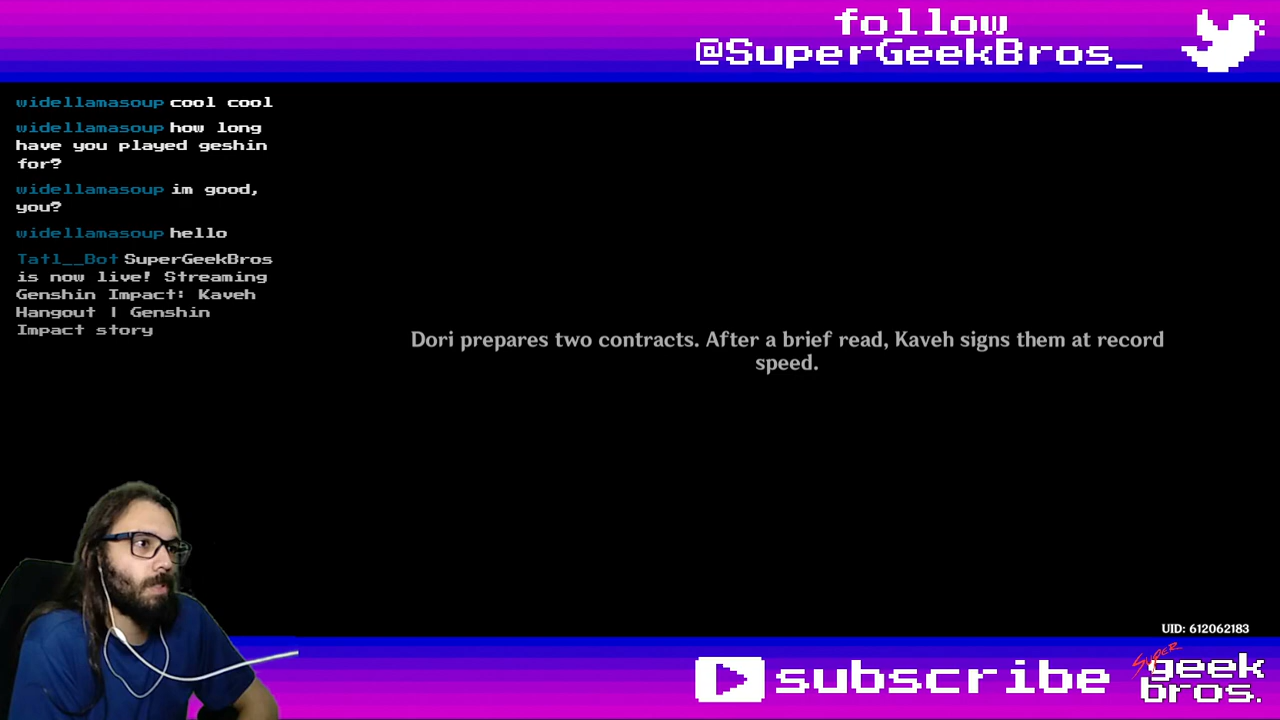 follow
@SuperGeekBros_
widellamasoup cool cool
widellamasoup how long
have you played geshin
for?
widellamasoup im good,
you?
widellamasoup hello
Tatl__Bot SuperGeekBros
is now live! Streaming
Genshin Impact: Kaveh
Hangout | Genshin
Impact story
Dori prepares two contracts. After a brief read, Kaveh signs them at record
speed.
UID: 612062183
subscribe
SUPER
geek
bros.